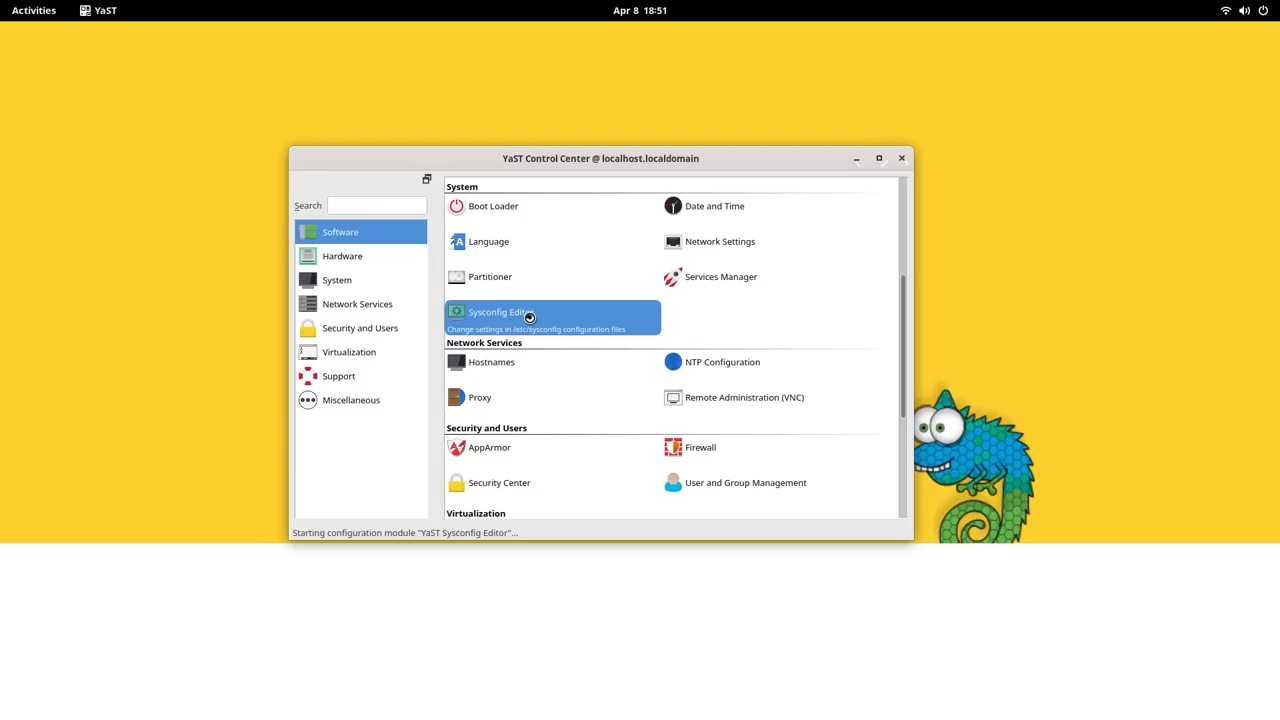 Activities
YaST
Apr 8 18:51
YaST Control Center @ localhost.localdomain
Search
Software
Hardware
System
Network Services
Security and Users
Virtualization
Support
Miscellaneous
System
Boot Loader
Date and Time
Language
Network Settings
Partitioner
Services Manager
Sysconfig Editor
Change settings in /etc/sysconfig configuration files
Network Services
Hostnames
NTP Configuration
Proxy
Remote Administration (VNC)
Security and Users
AppArmor
Firewall
Security Center
User and Group Management
Virtualization
Starting configuration module "YaST Sysconfig Editor"...